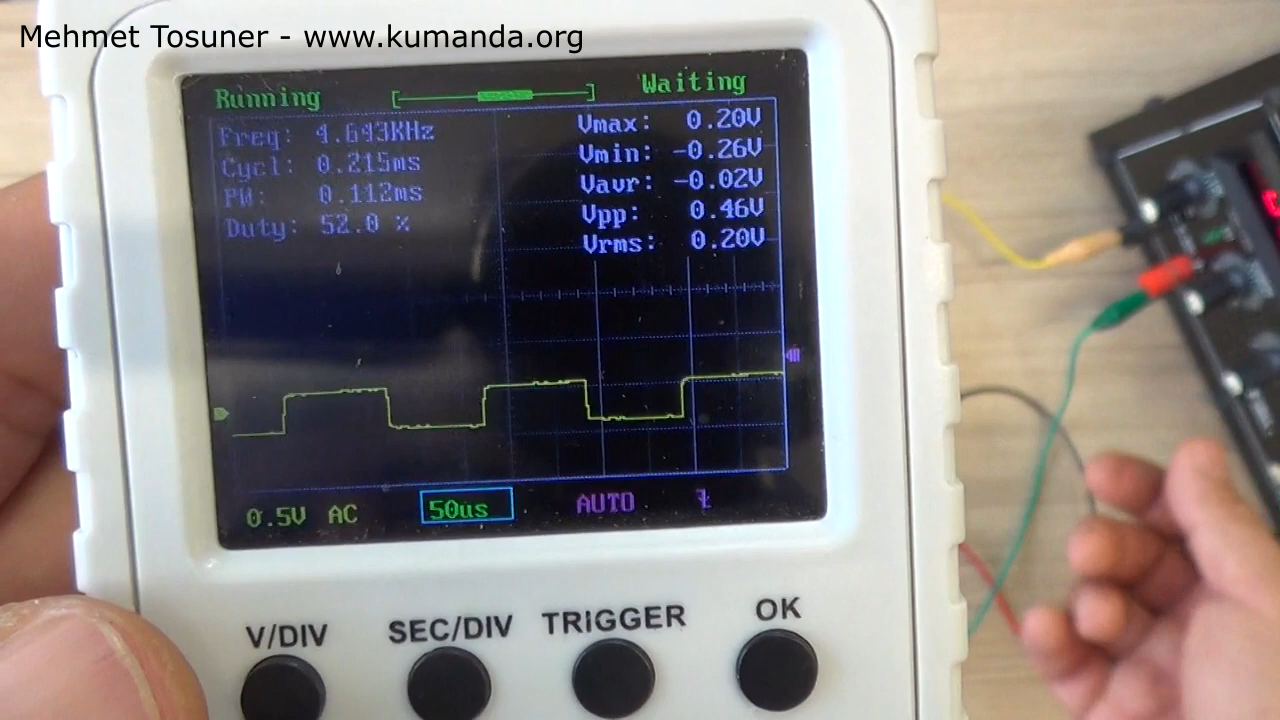 Mehmet Tosuner - www.kumanda.org
Running [ ] Waiting
Freq: 4.643KHz
Cycl: 0.215ms
PW: 0.112ms
Duty: 52.0 %
Vmax: 0.20V
Vmin: -0.26V
Vavr: -0.02V
Vpp: 0.46V
Vrms: 0.20V
0.5V AC 50us AUTO
V/DIV SEC/DIV TRIGGER OK